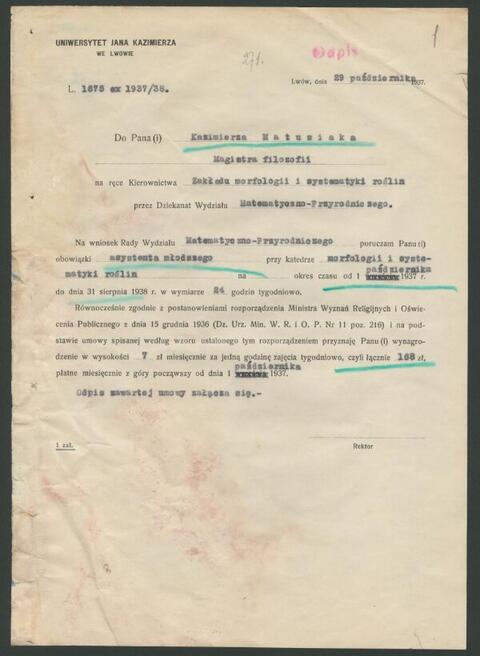 UNIWERSYTET JANA KAZIMIERZA
WE LWOWIE
271.
Odpis
1
Lwów, dnia 29 października 1937.
L. 1675 ex 1937/38.
Do Pana(i) Kazimierza Matusiaka
Magistra filozofii
na ręce Kierownictwa Zakładu morfologii i systematyki roślin
przez Dziekanat Wydziału Matematyczno-Przyrodniczego.
Na wniosek Rady Wydziału Matematyczno-Przyrodniczego poruczam Panu(i)
obowiązki asystenta młodszego przy katedrze morfologii i syste-
matyki roślin na okres czasu od 1 października 1937 r.
do dnia 31 sierpnia 1938 r. w wymiarze 24 godzin tygodniowo.
Równocześnie zgodnie z postanowieniami rozporządzenia Ministra Wyznań Religijnych i Oświe-
cenia Publicznego z dnia 15 grudnia 1936 (Dz. Urz. Min. W. R. i O. P. Nr 11 poz. 216) i na pod-
stawie umowy spisanej według wzoru ustalonego tym rozporządzeniem przyznaję Panu(i) wynagro-
dzenie w wysokości 7 zł miesięcznie za jedną godzinę zajęcia tygodniowo, czyli łącznie 168 zł,
płatne miesięcznie z góry począwszy od dnia 1 października 1937.
Odpis zawartej umowy załącza się.-
1 zał.
Rektor